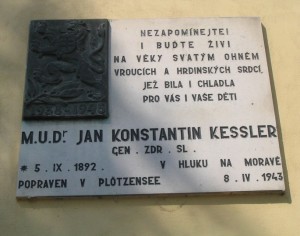 NEZAPOMÍNEJTE!
I BUĎTE ŽIVI
NA VĚKY SVATÝM OHNĚM
VROUCÍCH A HRDINSKÝCH SRDCÍ,
JEŽ BILA I CHLADLA
PRO VÁS I VAŠE DĚTI
M.U.Dr JAN KONSTANTIN KESSLER
GEN. ZDR. SL.
* 5. IX. 1892. V HLUKU NA MORAVĚ
POPRAVEN V PLÖTZENSEE 8. IV. 1943